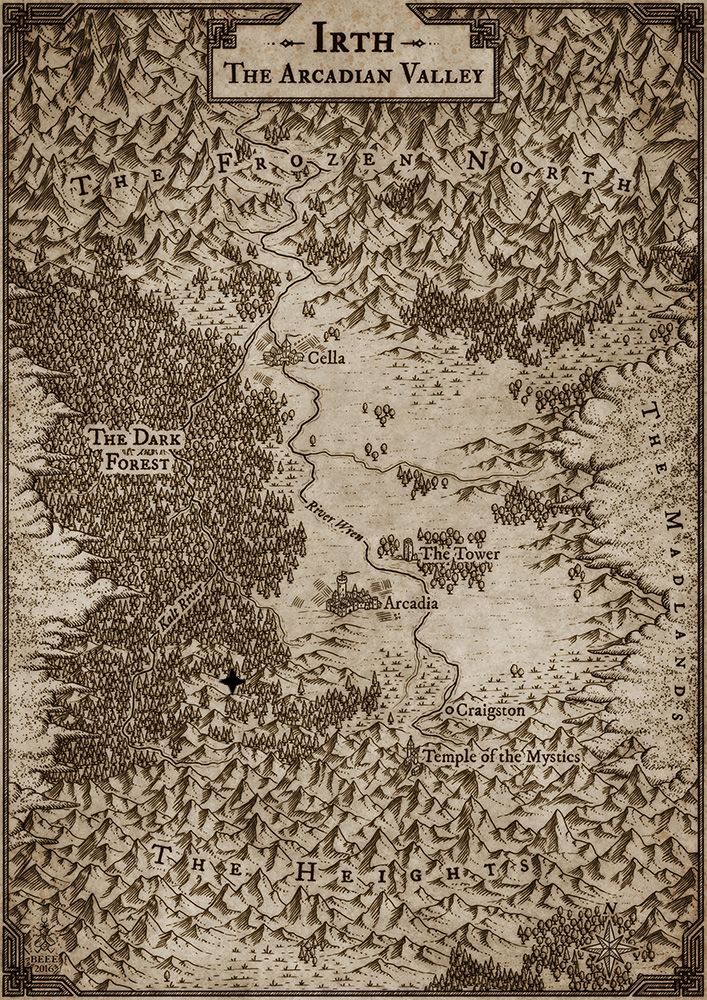 Irth
The Arcadian Valley
The Frozen North
Cella
The Dark
Forest
The Madlands
River Wren
The Tower
Arcadia
Kalt River
Craigston
Temple of the Mystics
The Heights
N
BEEE
2016